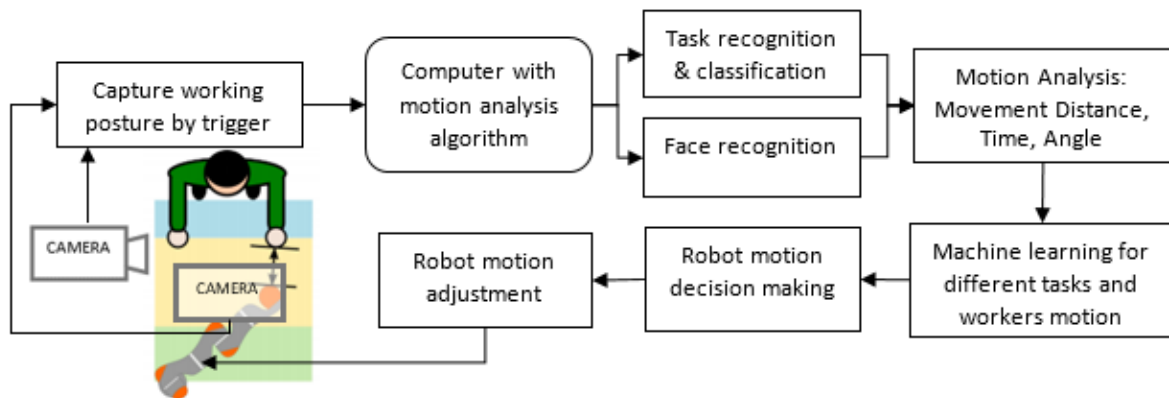 Capture working
posture by trigger
Computer with
motion analysis
algorithm
Task recognition
& classification
Face recognition
Motion Analysis:
Movement Distance,
Time, Angle
Machine learning for
different tasks and
workers motion
Robot motion
decision making
Robot motion
adjustment
CAMERA
CAMERA